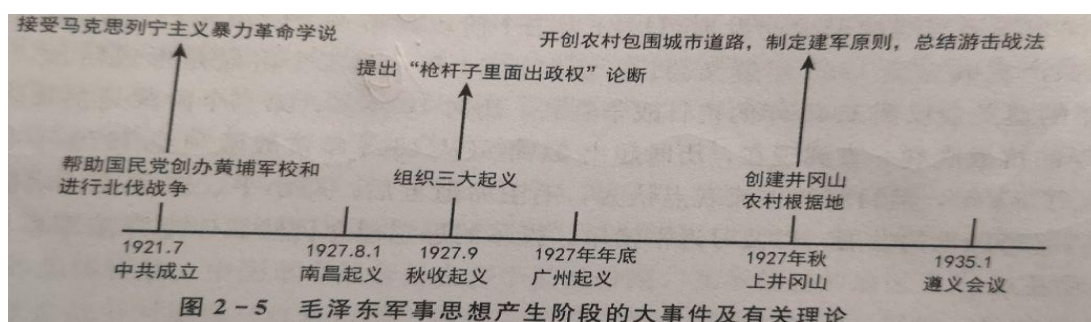 接受马克思列宁主义暴力革命学说
开创农村包围城市道路，制定建军原则，总结游击战法
提出“枪杆子里面出政权”论断
帮助国民党创办黄埔军校和
进行北伐战争
组织三大起义
创建井冈山
农村根据地
1921.7
中共成立
1927.8.1
南昌起义
1927.9
秋收起义
1927年年底
广州起义
1927年秋
上井冈山
1935.1
遵义会议
图 2-5 毛泽东军事思想产生阶段的大事件及有关理论